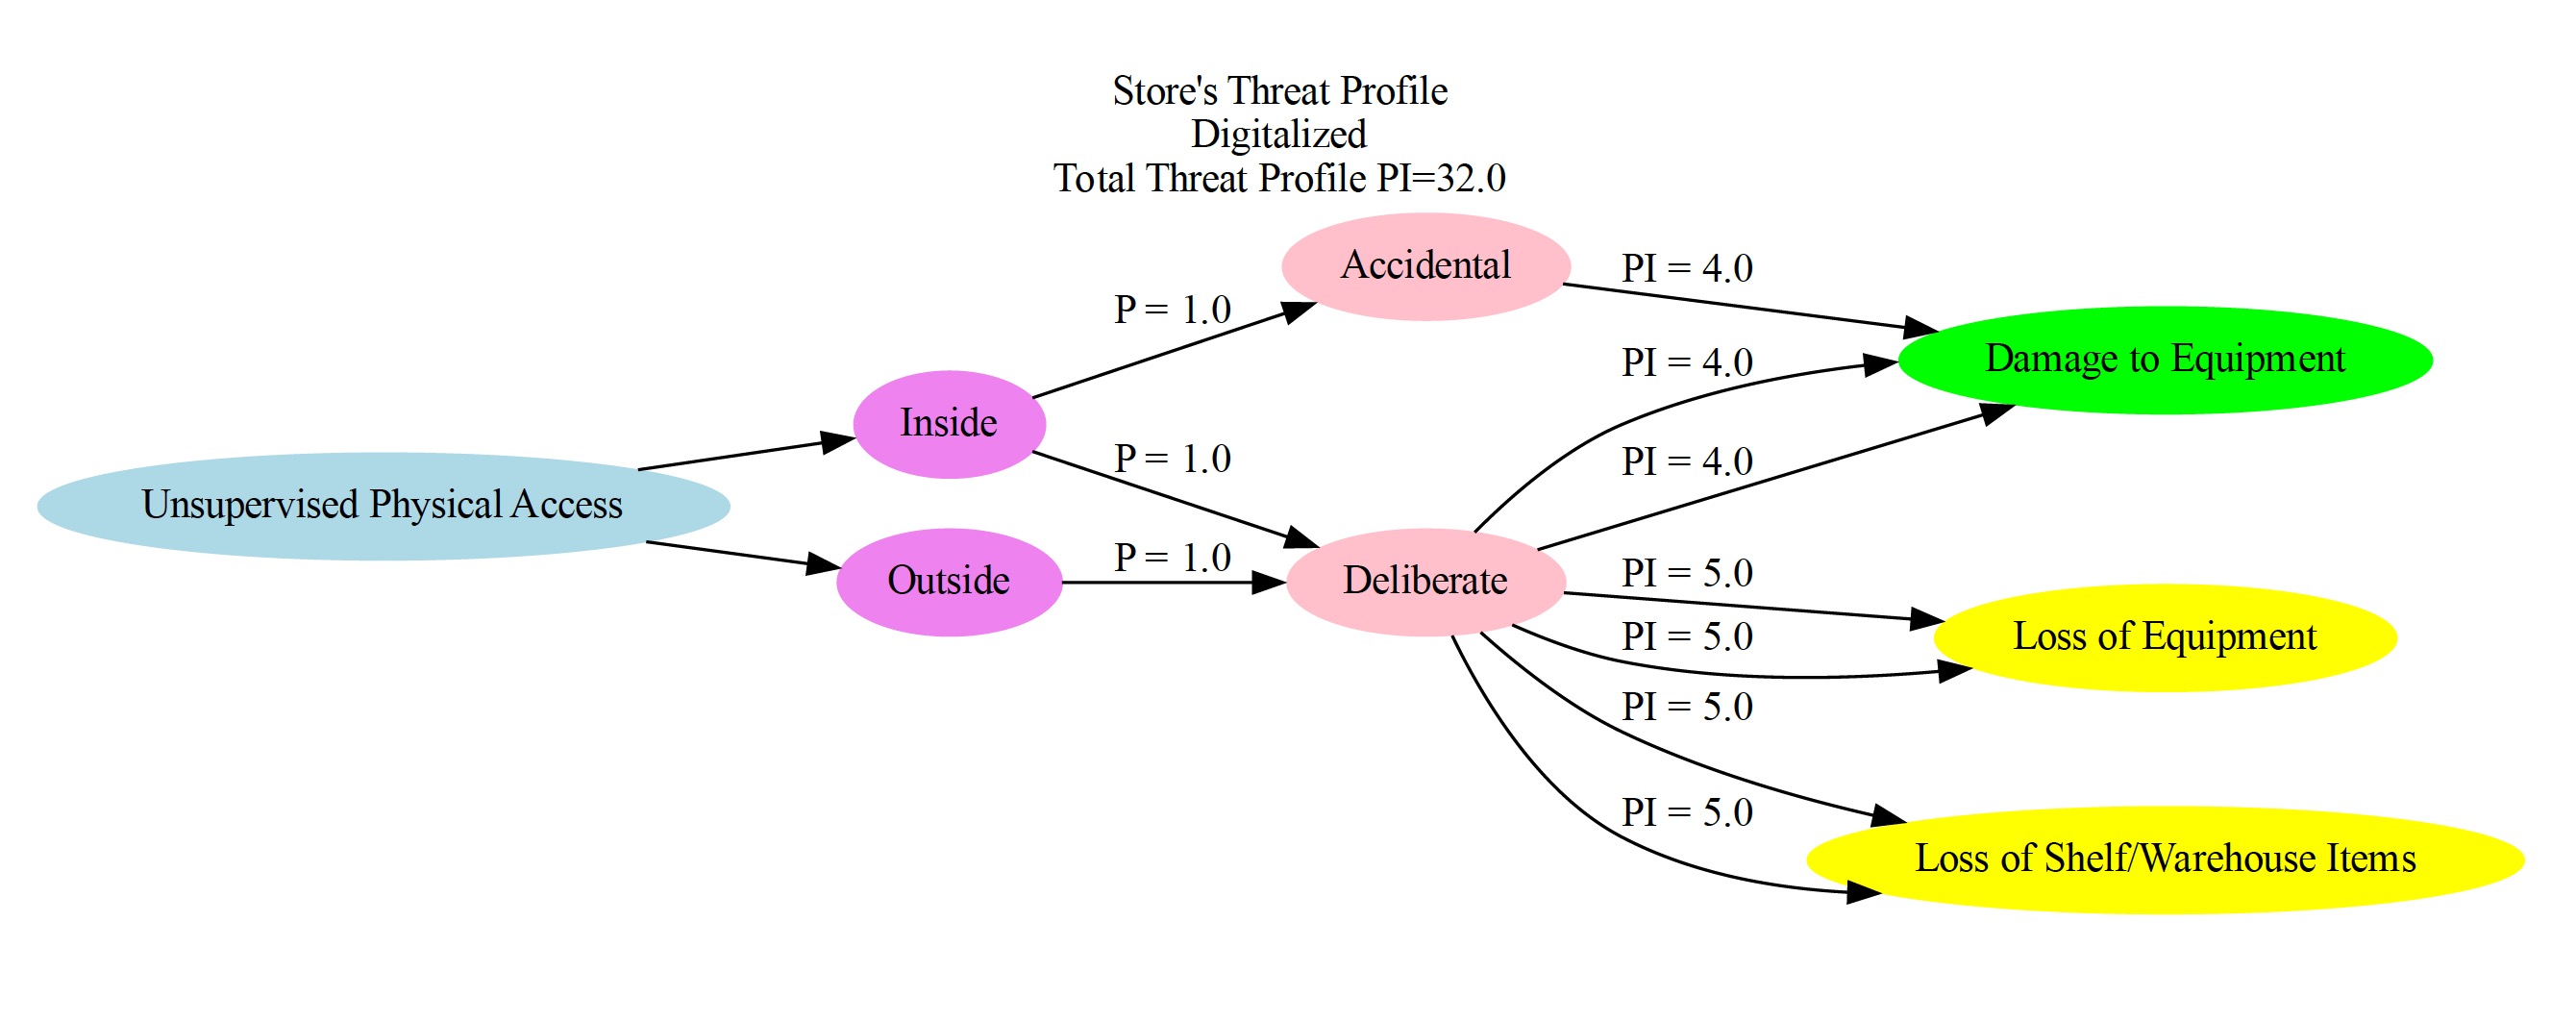 Store's Threat Profile
Digitalized
Total Threat Profile PI=32.0
Unsupervised Physical Access
Inside
Outside
P = 1.0
P = 1.0
P = 1.0
Accidental
Deliberate
PI = 4.0
PI = 4.0
PI = 4.0
PI = 5.0
PI = 5.0
PI = 5.0
PI = 5.0
Damage to Equipment
Loss of Equipment
Loss of Shelf/Warehouse Items